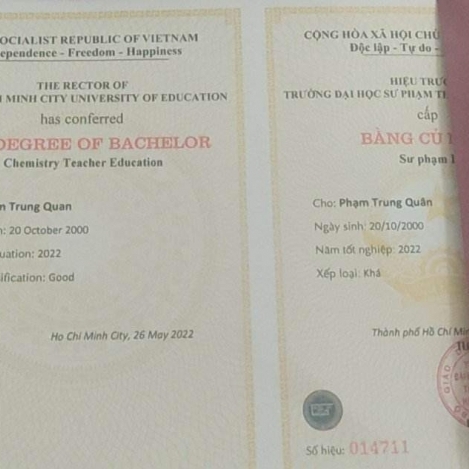 SOCIALIST REPUBLIC OF VIETNAM
ependence - Freedom - Happiness
THE RECTOR OF
I MINH CITY UNIVERSITY OF EDUCATION
has conferred
DEGREE OF BACHELOR
Chemistry Teacher Education
Trung Quan
20 October 2000
uation: 2022
ification: Good
Ho Chi Minh City, 26 May 2022
CỘNG HÒA XÃ HỘI CHỦ
Độc lập - Tự do -
HIỆU TRƯ
TRƯỜNG ĐẠI HỌC SƯ PHẠM
cấp
BẰNG CỬ
Sư phạm
Cho: Phạm Trung Quân
Ngày sinh: 20/10/2000
Năm tốt nghiệp: 2022
Xếp loại: Khá
Thành phố Hồ Chí Mi
Số hiệu: 014711